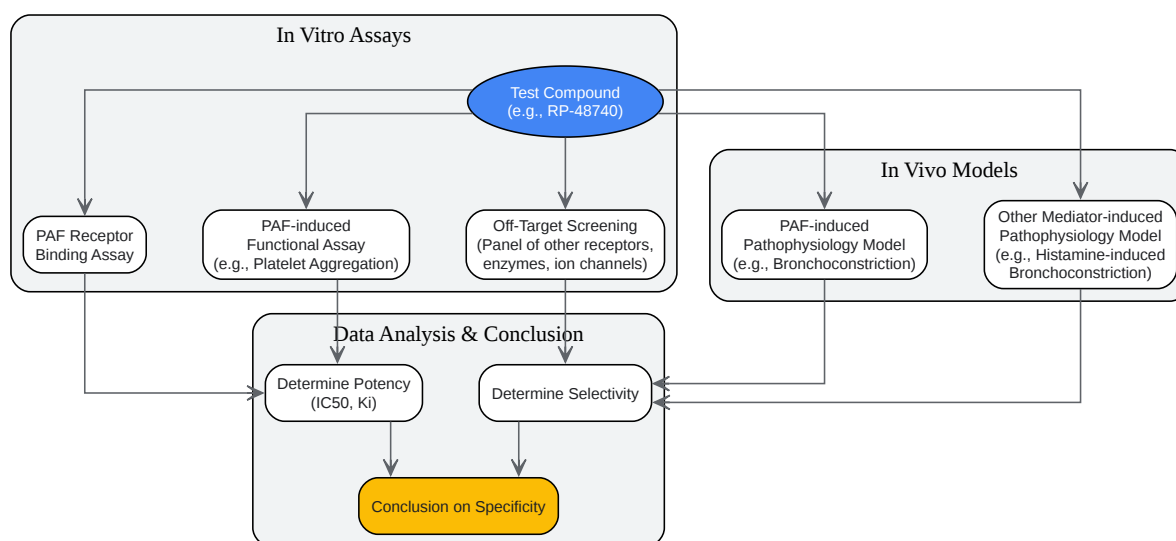 In Vitro Assays
Test Compound
(e.g., RP-48740)
In Vivo Models
PAF Receptor
Binding Assay
PAF-induced
Functional Assay
(e.g., Platelet Aggregation)
Off-Target Screening
(Panel of other receptors,
enzymes, ion channels)
PAF-induced
Pathophysiology Model
(e.g., Bronchoconstriction)
Other Mediator-induced
Pathophysiology Model
(e.g., Histamine-induced
Bronchoconstriction)
Data Analysis & Conclusion
Determine Potency
(IC50, Ki)
Determine Selectivity
Conclusion on Specificity